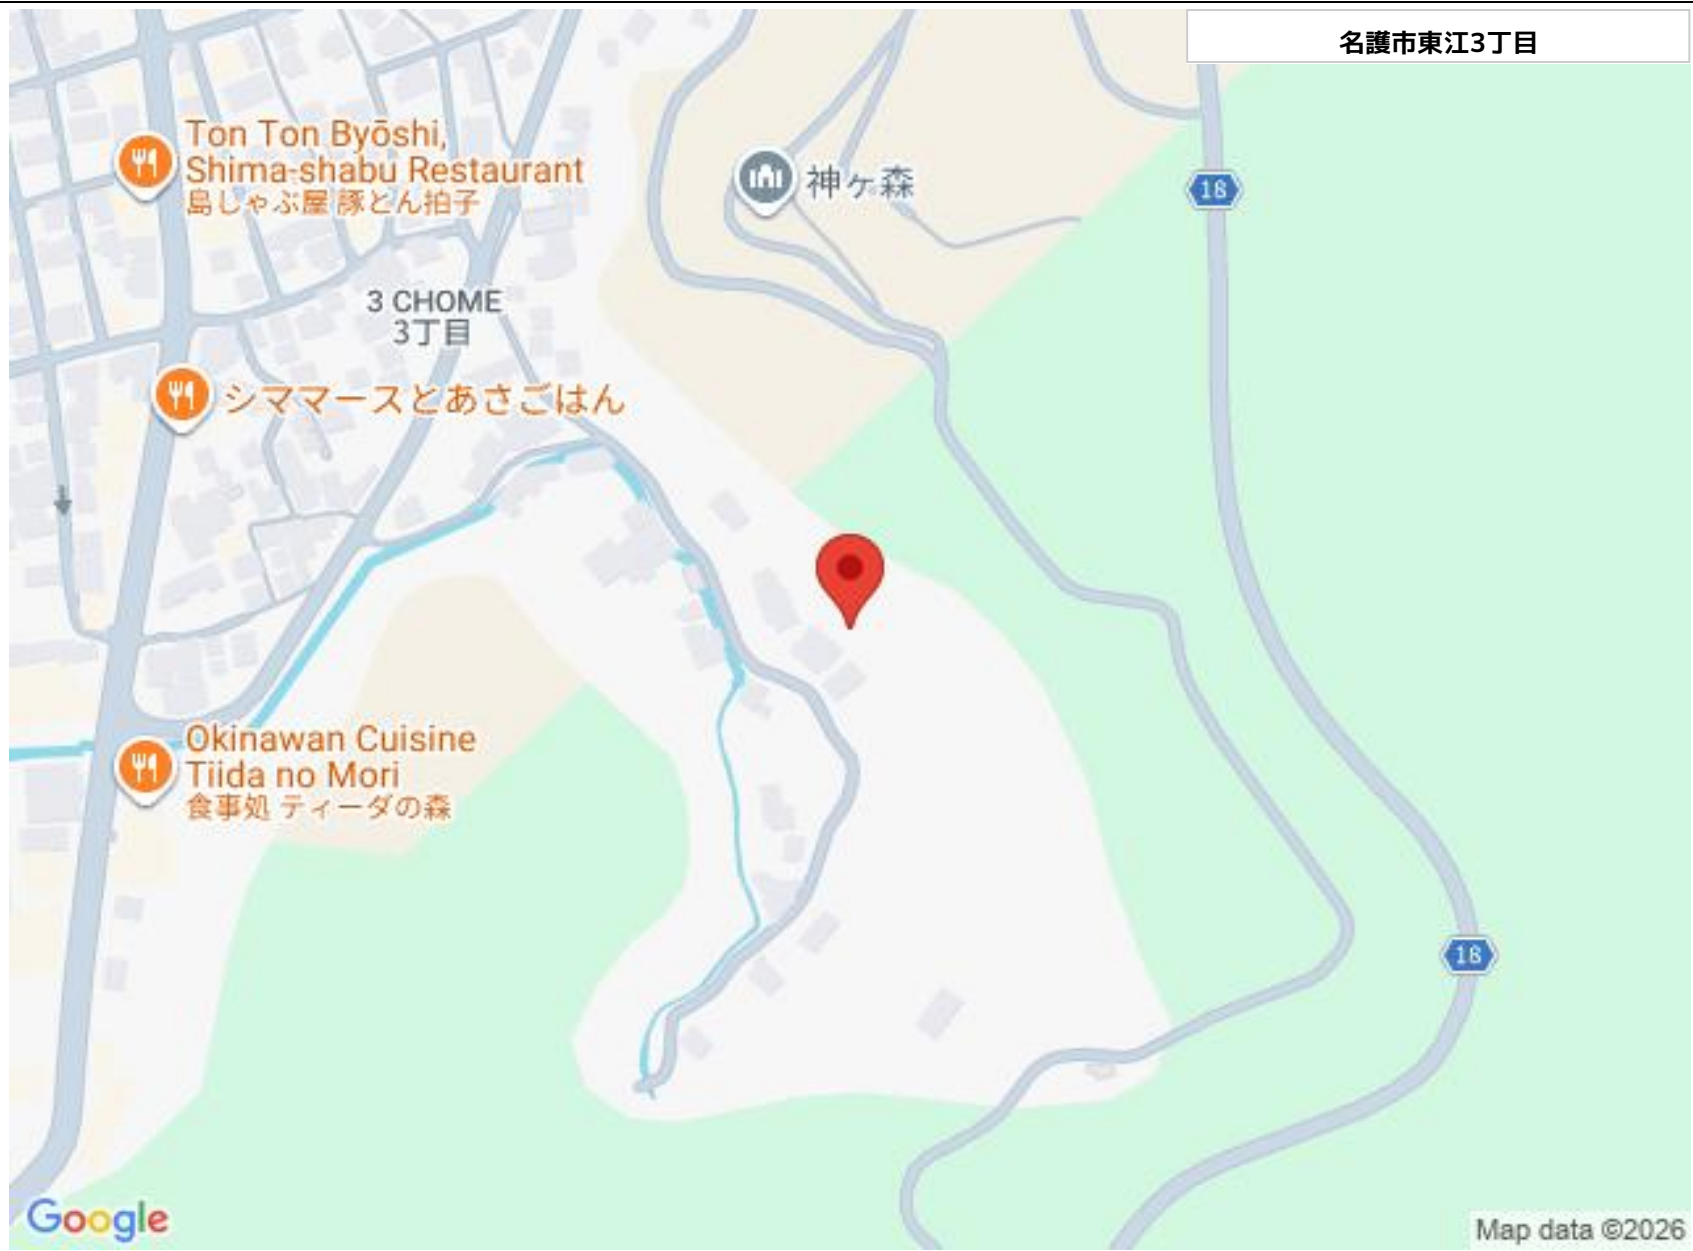 名護市東江3丁目
Ton Ton Byōshi,
Shima-shabu Restaurant
島しゃぶ屋 豚とん拍子
神ヶ森
18
3 CHOME
3丁目
シママースとあさごはん
Okinawan Cuisine
Tiida no Mori
食事処 ティーダの森
18
Google
Map data ©2026